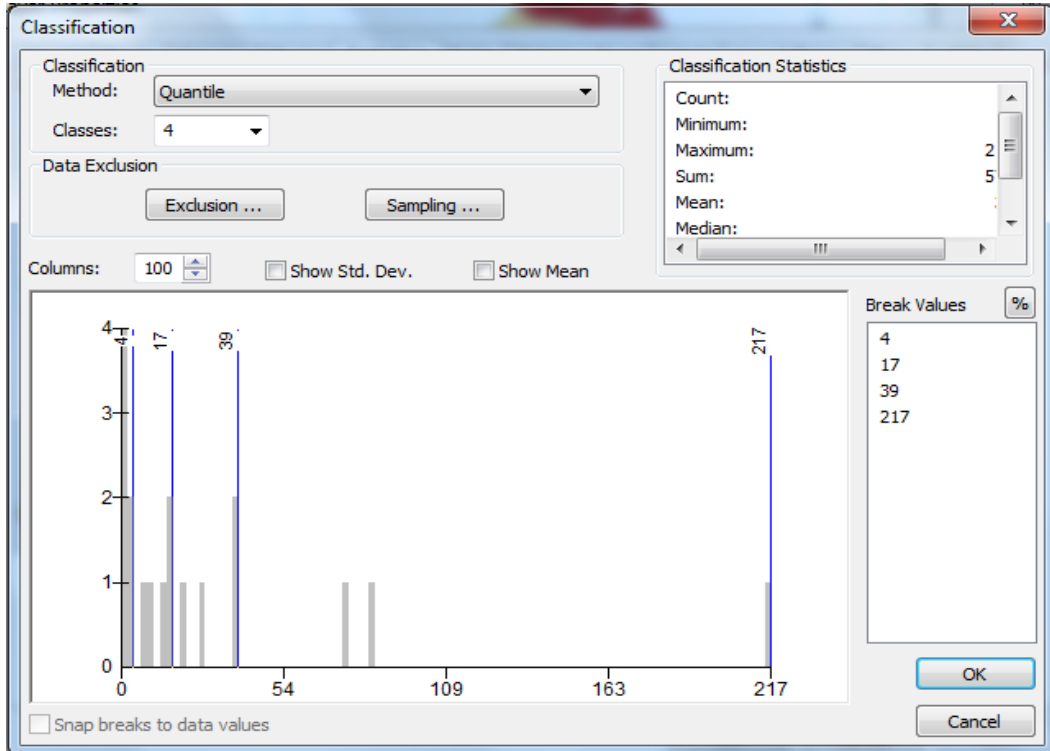 Classification
Classification
Method: Quantile
Classes: 4
Data Exclusion
Exclusion ...
Sampling ...
Classification Statistics
Count:
Minimum:
Maximum: 2
Sum: 5
Mean:
Median:
Columns: 100
Show Std. Dev.
Show Mean
Break Values
%
4
17
39
217
4
17
39
217
4
3
2
1
0
0 54 109 163 217
Snap breaks to data values
OK
Cancel